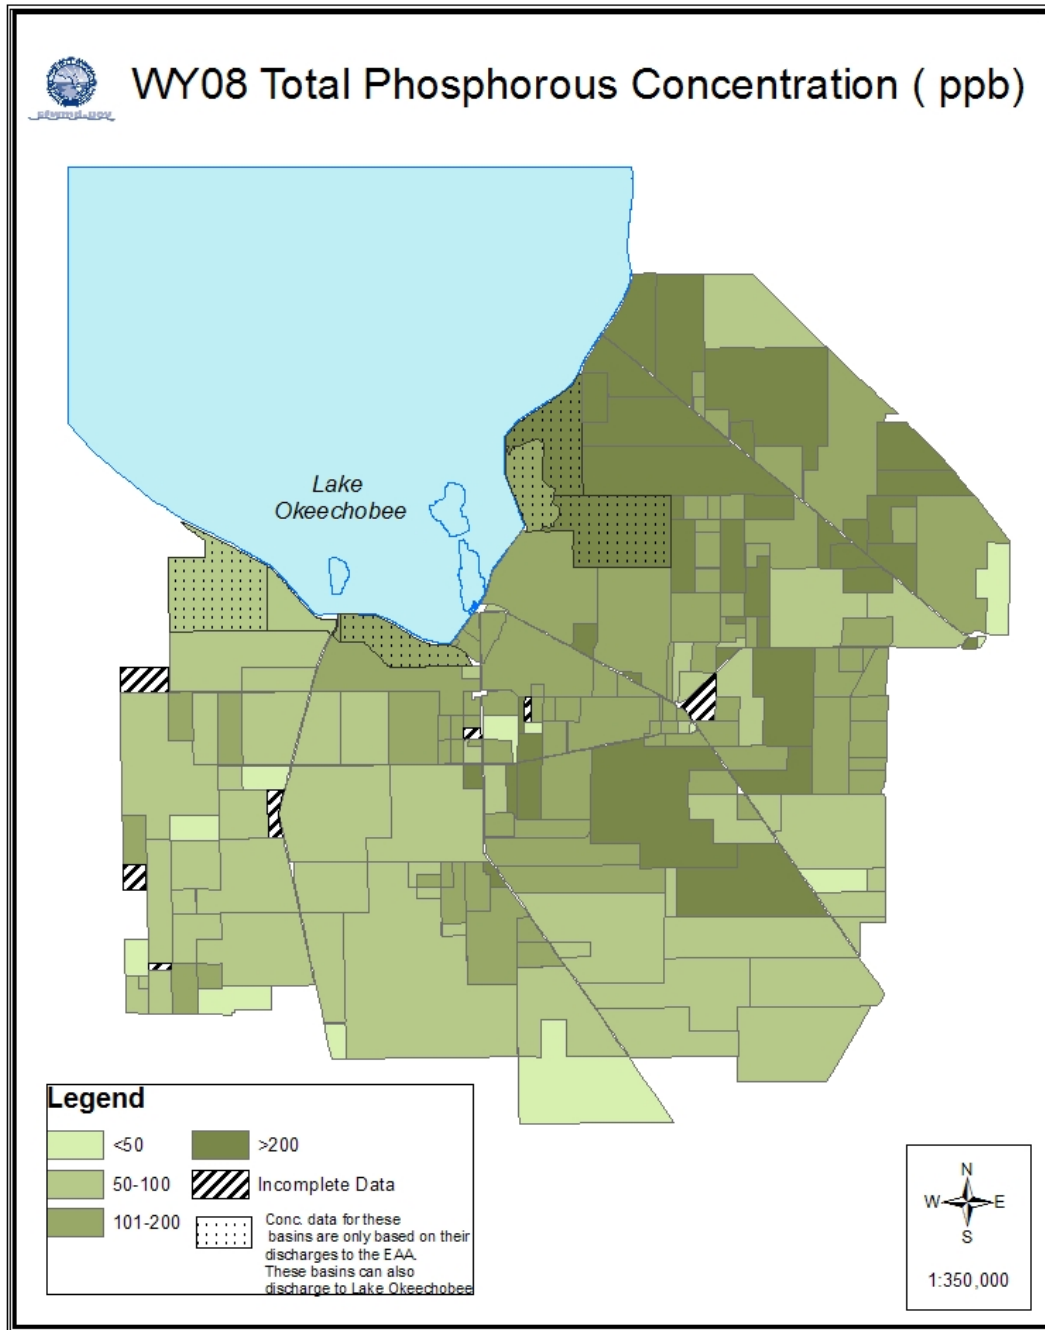 WY08 Total Phosphorous Concentration ( ppb)
sfwmd.gov
Lake
Okeechobee
Legend
<50
>200
50-100
Incomplete Data
101-200
Conc. data for these
basins are only based on their
discharges to the EAA.
These basins can also
discharge to Lake Okeechobee
N
W
E
S
1:350,000